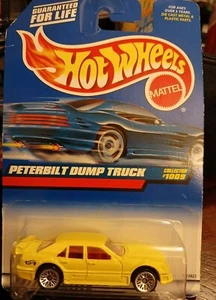 GUARANTEED
FOR LIFE
FOR AGES
OVER 3 YEARS.
DIE CAST METAL &
PLASTIC PARTS.
Hot Wheels
MATTEL
PETERBILT DUMP TRUCK
COLLECTOR
#1009